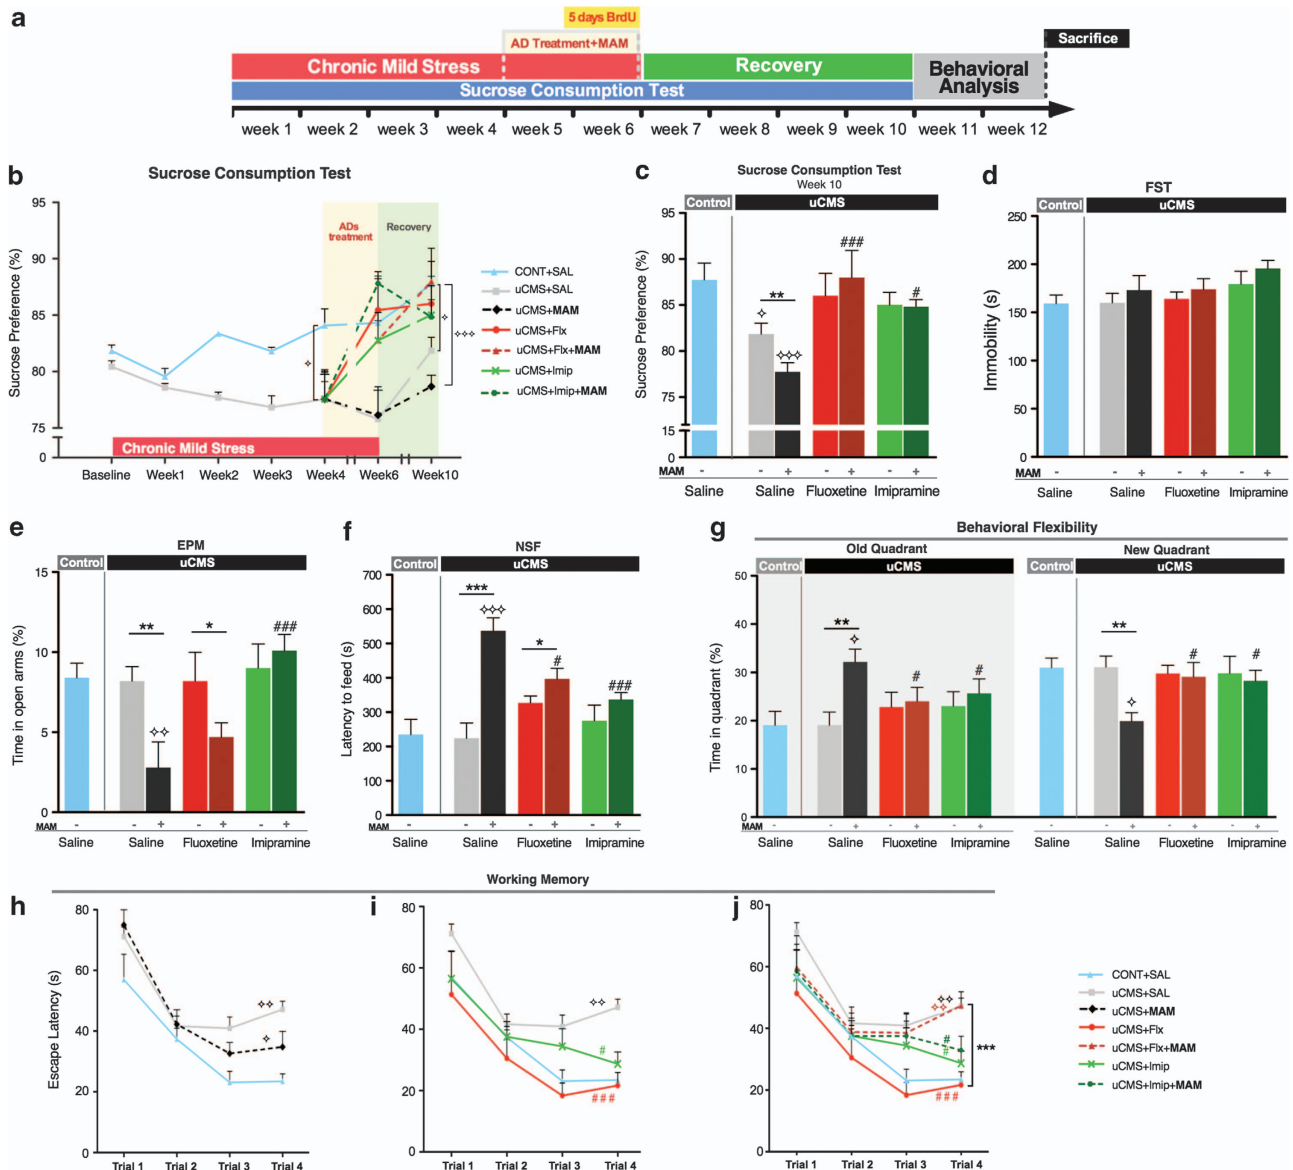 a
5 days BrdU
AD Treatment+MAM
Sacrifice
Chronic Mild Stress
Recovery
Behavioral Analysis
Sucrose Consumption Test
week 1 week 2 week 3 week 4 week 5 week 6 week 7 week 8 week 9 week 10 week 11 week 12
b
Sucrose Consumption Test
Sucrose Preference (%)
95
90
85
80
75
0
ADs treatment
Recovery
Chronic Mild Stress
Baseline Week1 Week2 Week3 Week4 Week6 Week10
CONT+SAL
uCMS+SAL
uCMS+MAM
uCMS+Flx
uCMS+Flx+MAM
uCMS+Imip
uCMS+Imip+MAM
✧
✧
✧✧✧
c
Sucrose Consumption Test
Week 10
Control uCMS
Sucrose Preference (%)
95
90
85
80
75
15
0
✧
**
✧✧✧
###
#
MAM - - + - + - +
Saline Saline Fluoxetine Imipramine
d
FST
Control uCMS
Immobility (s)
250
200
150
100
50
0
MAM - - + - + - +
Saline Saline Fluoxetine Imipramine
e
EPM
Control uCMS
Time in open arms (%)
15
10
5
0
**
✧✧
*
###
MAM - - + - + - +
Saline Saline Fluoxetine Imipramine
f
NSF
Control uCMS
Latency to feed (s)
700
600
500
400
300
200
100
0
***
✧✧✧
*
#
###
MAM - - + - + - +
Saline Saline Fluoxetine Imipramine
g
Behavioral Flexibility
Old Quadrant New Quadrant
Control uCMS Control uCMS
Time in quadrant (%)
50
40
30
20
10
0
**
✧
#
#
**
✧
#
#
MAM - - + - + - + - - + - + - +
Saline Saline Fluoxetine Imipramine Saline Saline Fluoxetine Imipramine
Working Memory
h
Escape Latency (s)
80
60
40
20
0
✧✧
✧
Trial 1 Trial 2 Trial 3 Trial 4
i
80
60
40
20
0
✧✧
#
###
Trial 1 Trial 2 Trial 3 Trial 4
j
80
60
40
20
0
✧✧
✧✧
#
#
###
***
Trial 1 Trial 2 Trial 3 Trial 4
CONT+SAL
uCMS+SAL
uCMS+MAM
uCMS+Flx
uCMS+Flx+MAM
uCMS+Imip
uCMS+Imip+MAM